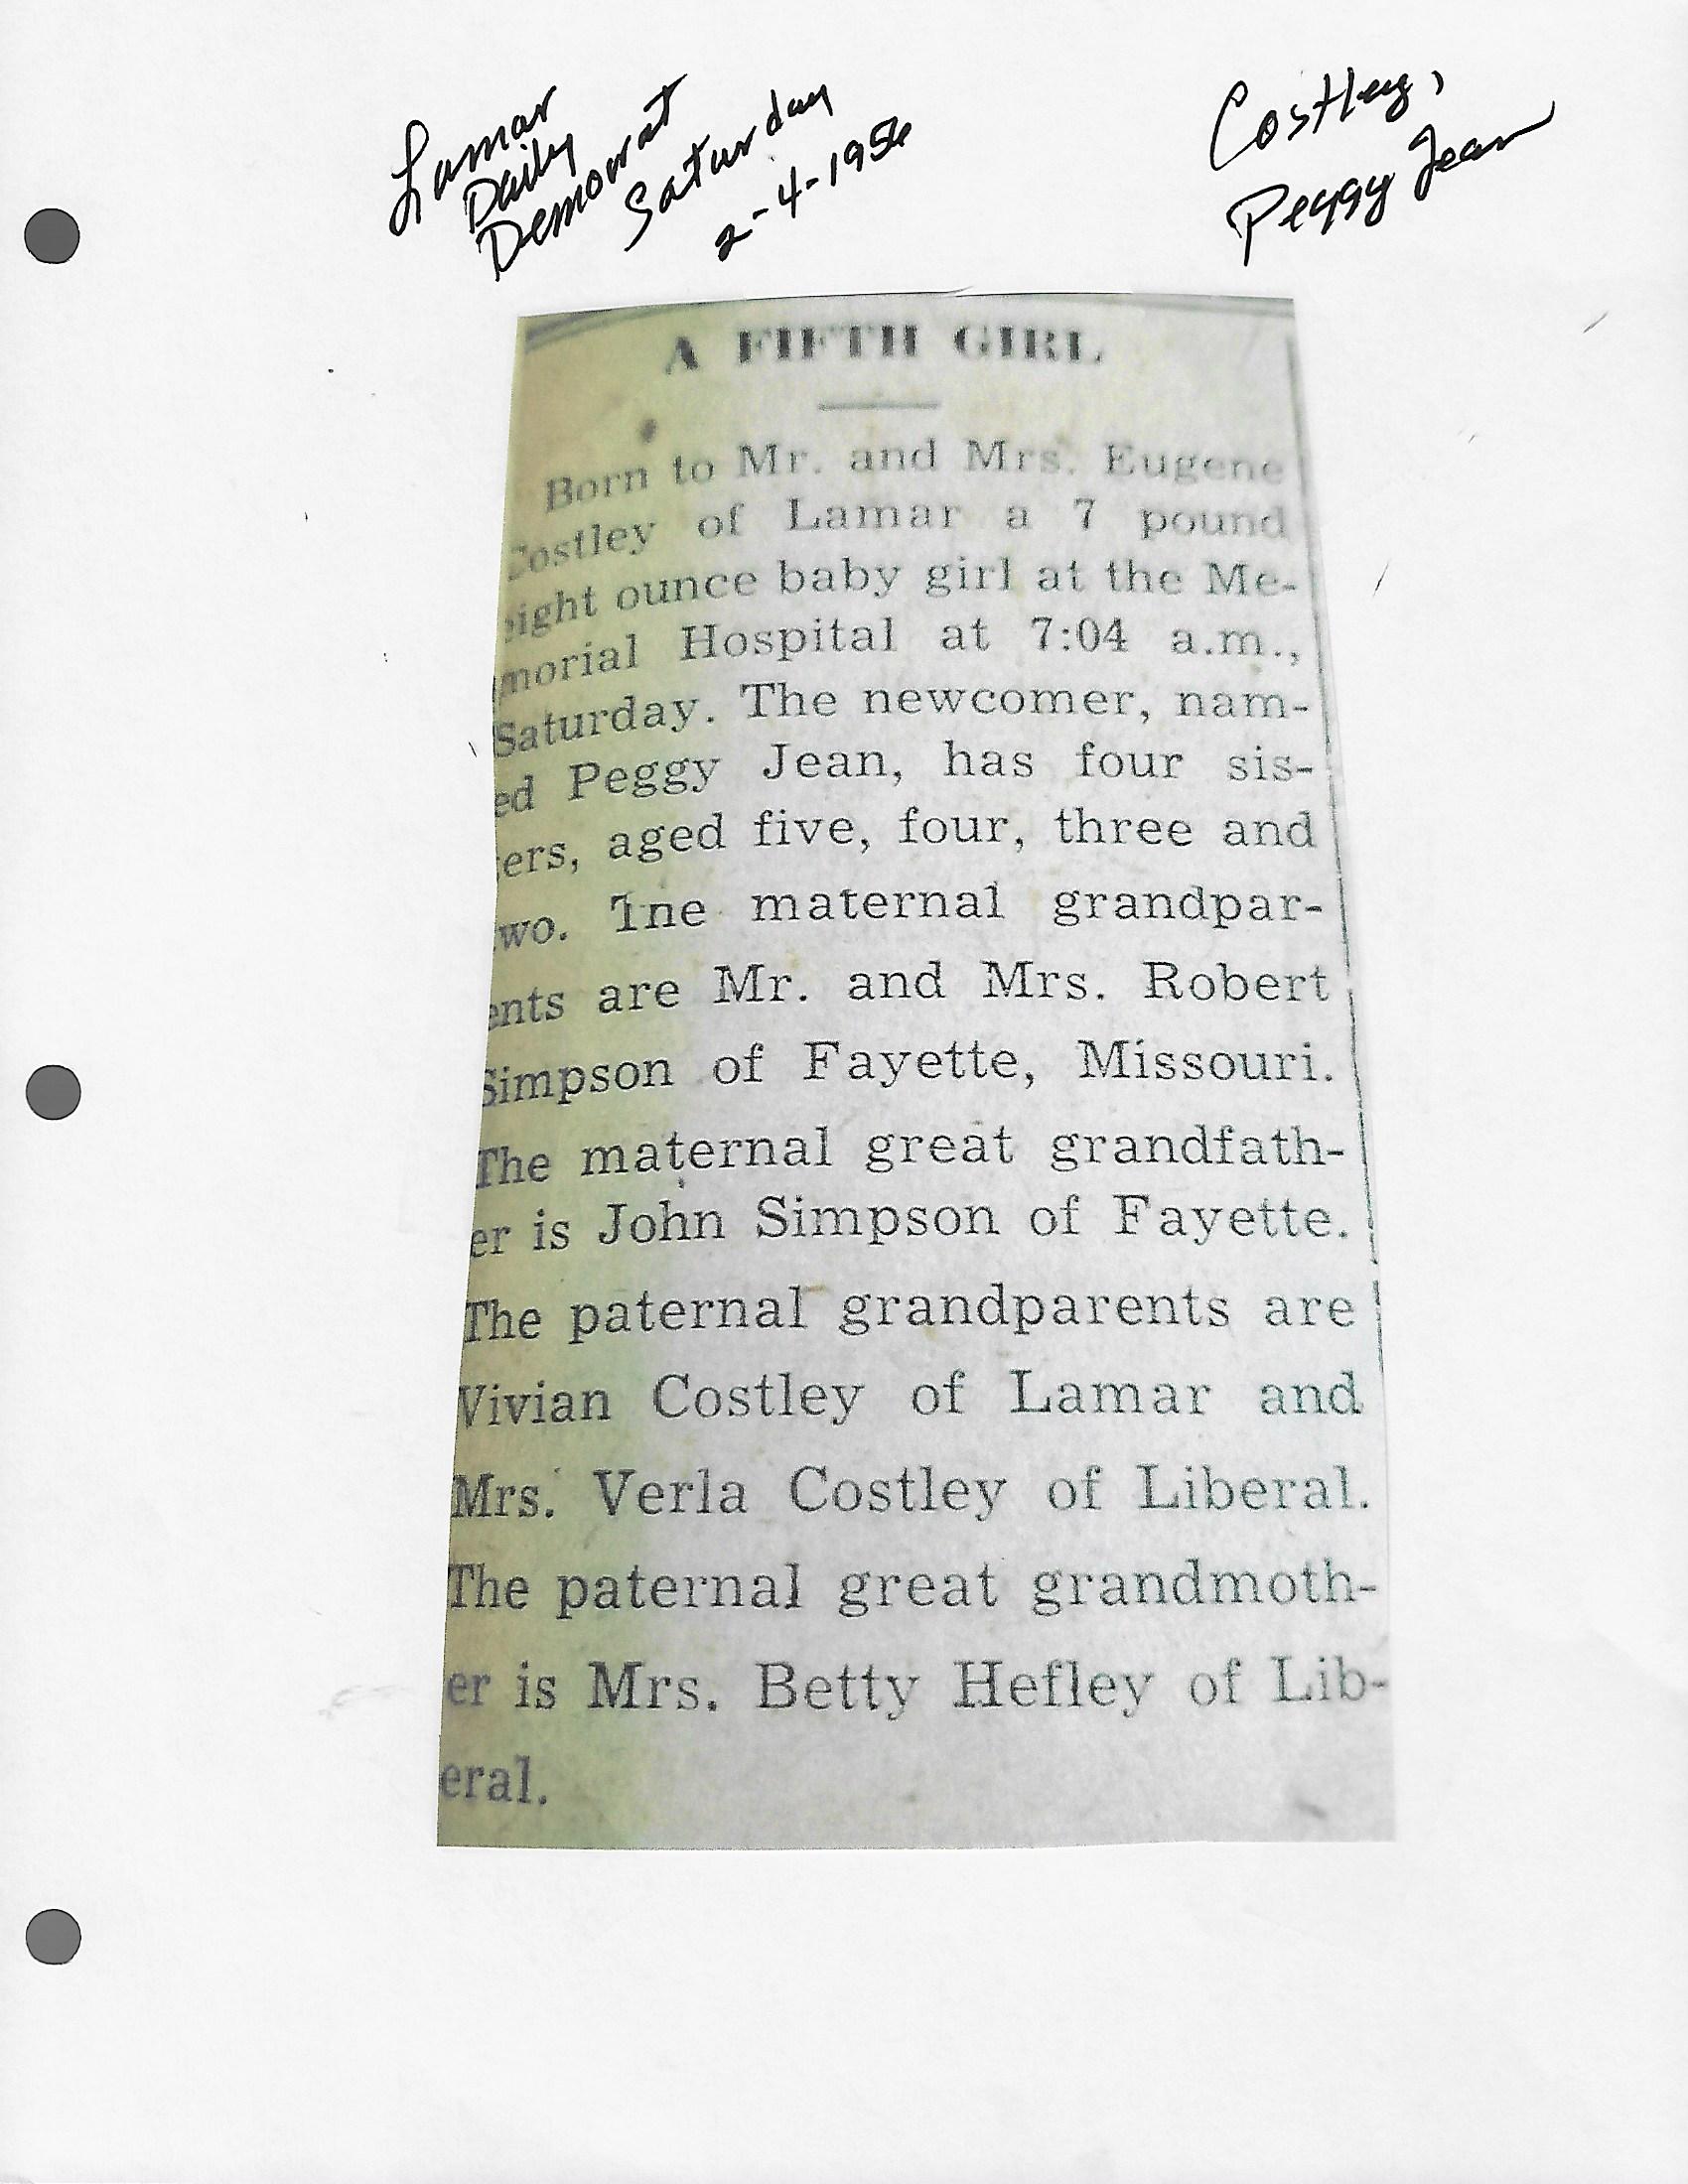 Lamar
Daily
Democrat
Saturday
2-4-1956
Costley,
Peggy Jean
A FIFTH GIRL
Born to Mr. and Mrs. Eugene
Costley of Lamar a 7 pound
eight ounce baby girl at the Me-
morial Hospital at 7:04 a.m.,
Saturday. The newcomer, nam-
ed Peggy Jean, has four sis-
ters, aged five, four, three and
two. The maternal grandpar-
ents are Mr. and Mrs. Robert
Simpson of Fayette, Missouri.
The maternal great grandfath-
er is John Simpson of Fayette.
The paternal grandparents are
Vivian Costley of Lamar and
Mrs. Verla Costley of Liberal.
The paternal great grandmoth-
er is Mrs. Betty Hefley of Lib-
eral.